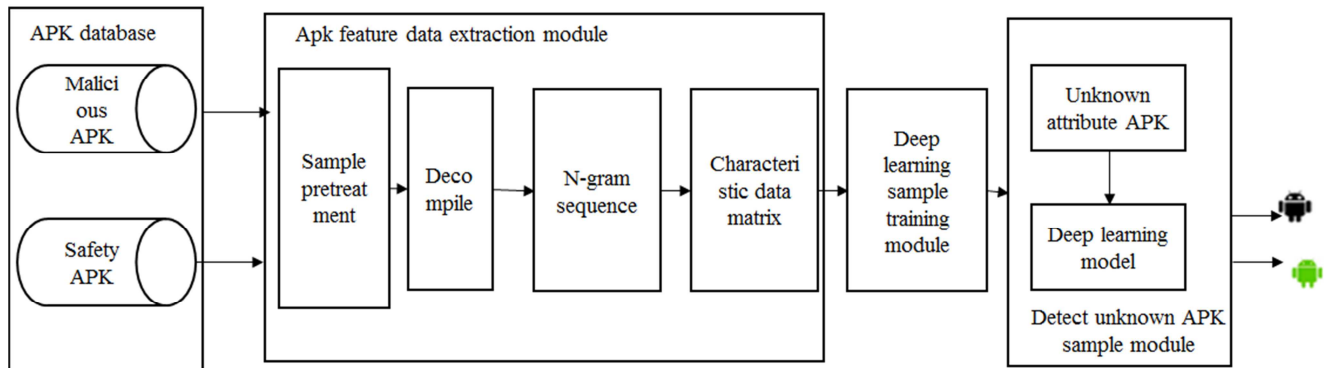 APK database
Malici
ous
APK
Safety
APK
Apk feature data extraction module
Sample
pretreat
ment
Deco
mpile
N-gram
sequence
Characteri
stic data
matrix
Deep
learning
sample
training
module
Unknown
attribute APK
Deep learning
model
Detect unknown APK
sample module